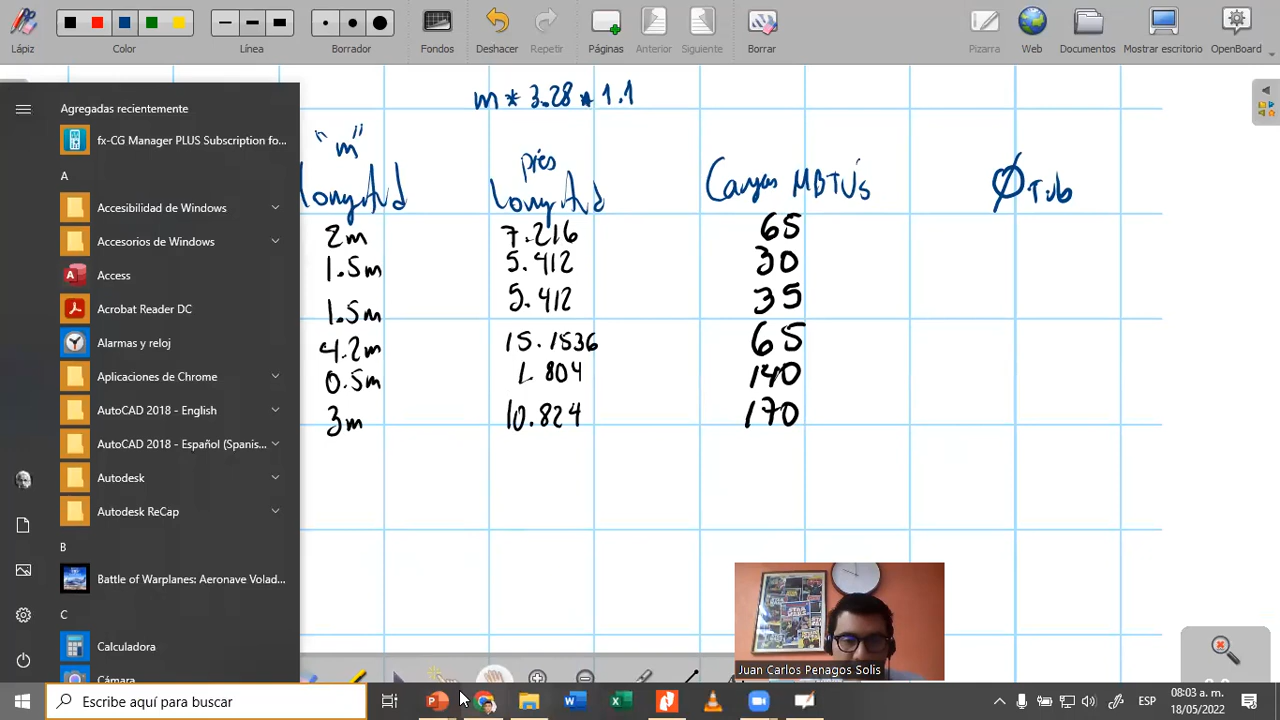 Lápiz
Color
Línea
Borrador
Fondos
Deshacer
Repetir
Páginas
Anterior
Siguiente
Borrar
Pizarra
Web
Documentos
Mostrar escritorio
OpenBoard
Agregadas recientemente
fx-CG Manager PLUS Subscription fo...
A
Accesibilidad de Windows
Accesorios de Windows
Access
Acrobat Reader DC
Alarmas y reloj
Aplicaciones de Chrome
AutoCAD 2018 - English
AutoCAD 2018 - Español (Spanis...
Autodesk
Autodesk ReCap
B
Battle of Warplanes: Aeronave Volad...
C
Calculadora
Cámara
m * 3.28 * 1.1
"m" pies
Longitud Longitud Cargas MBTU's Ø Tub
2m 7.216 65
1.5m 5.412 30
1.5m 5.412 35
4.2m 15.1536 65
0.5m 1.804 140
3m 10.824 170
Juan Carlos Penagos Solis
Escribe aquí para buscar
ESP
08:03 a. m.
18/05/2022